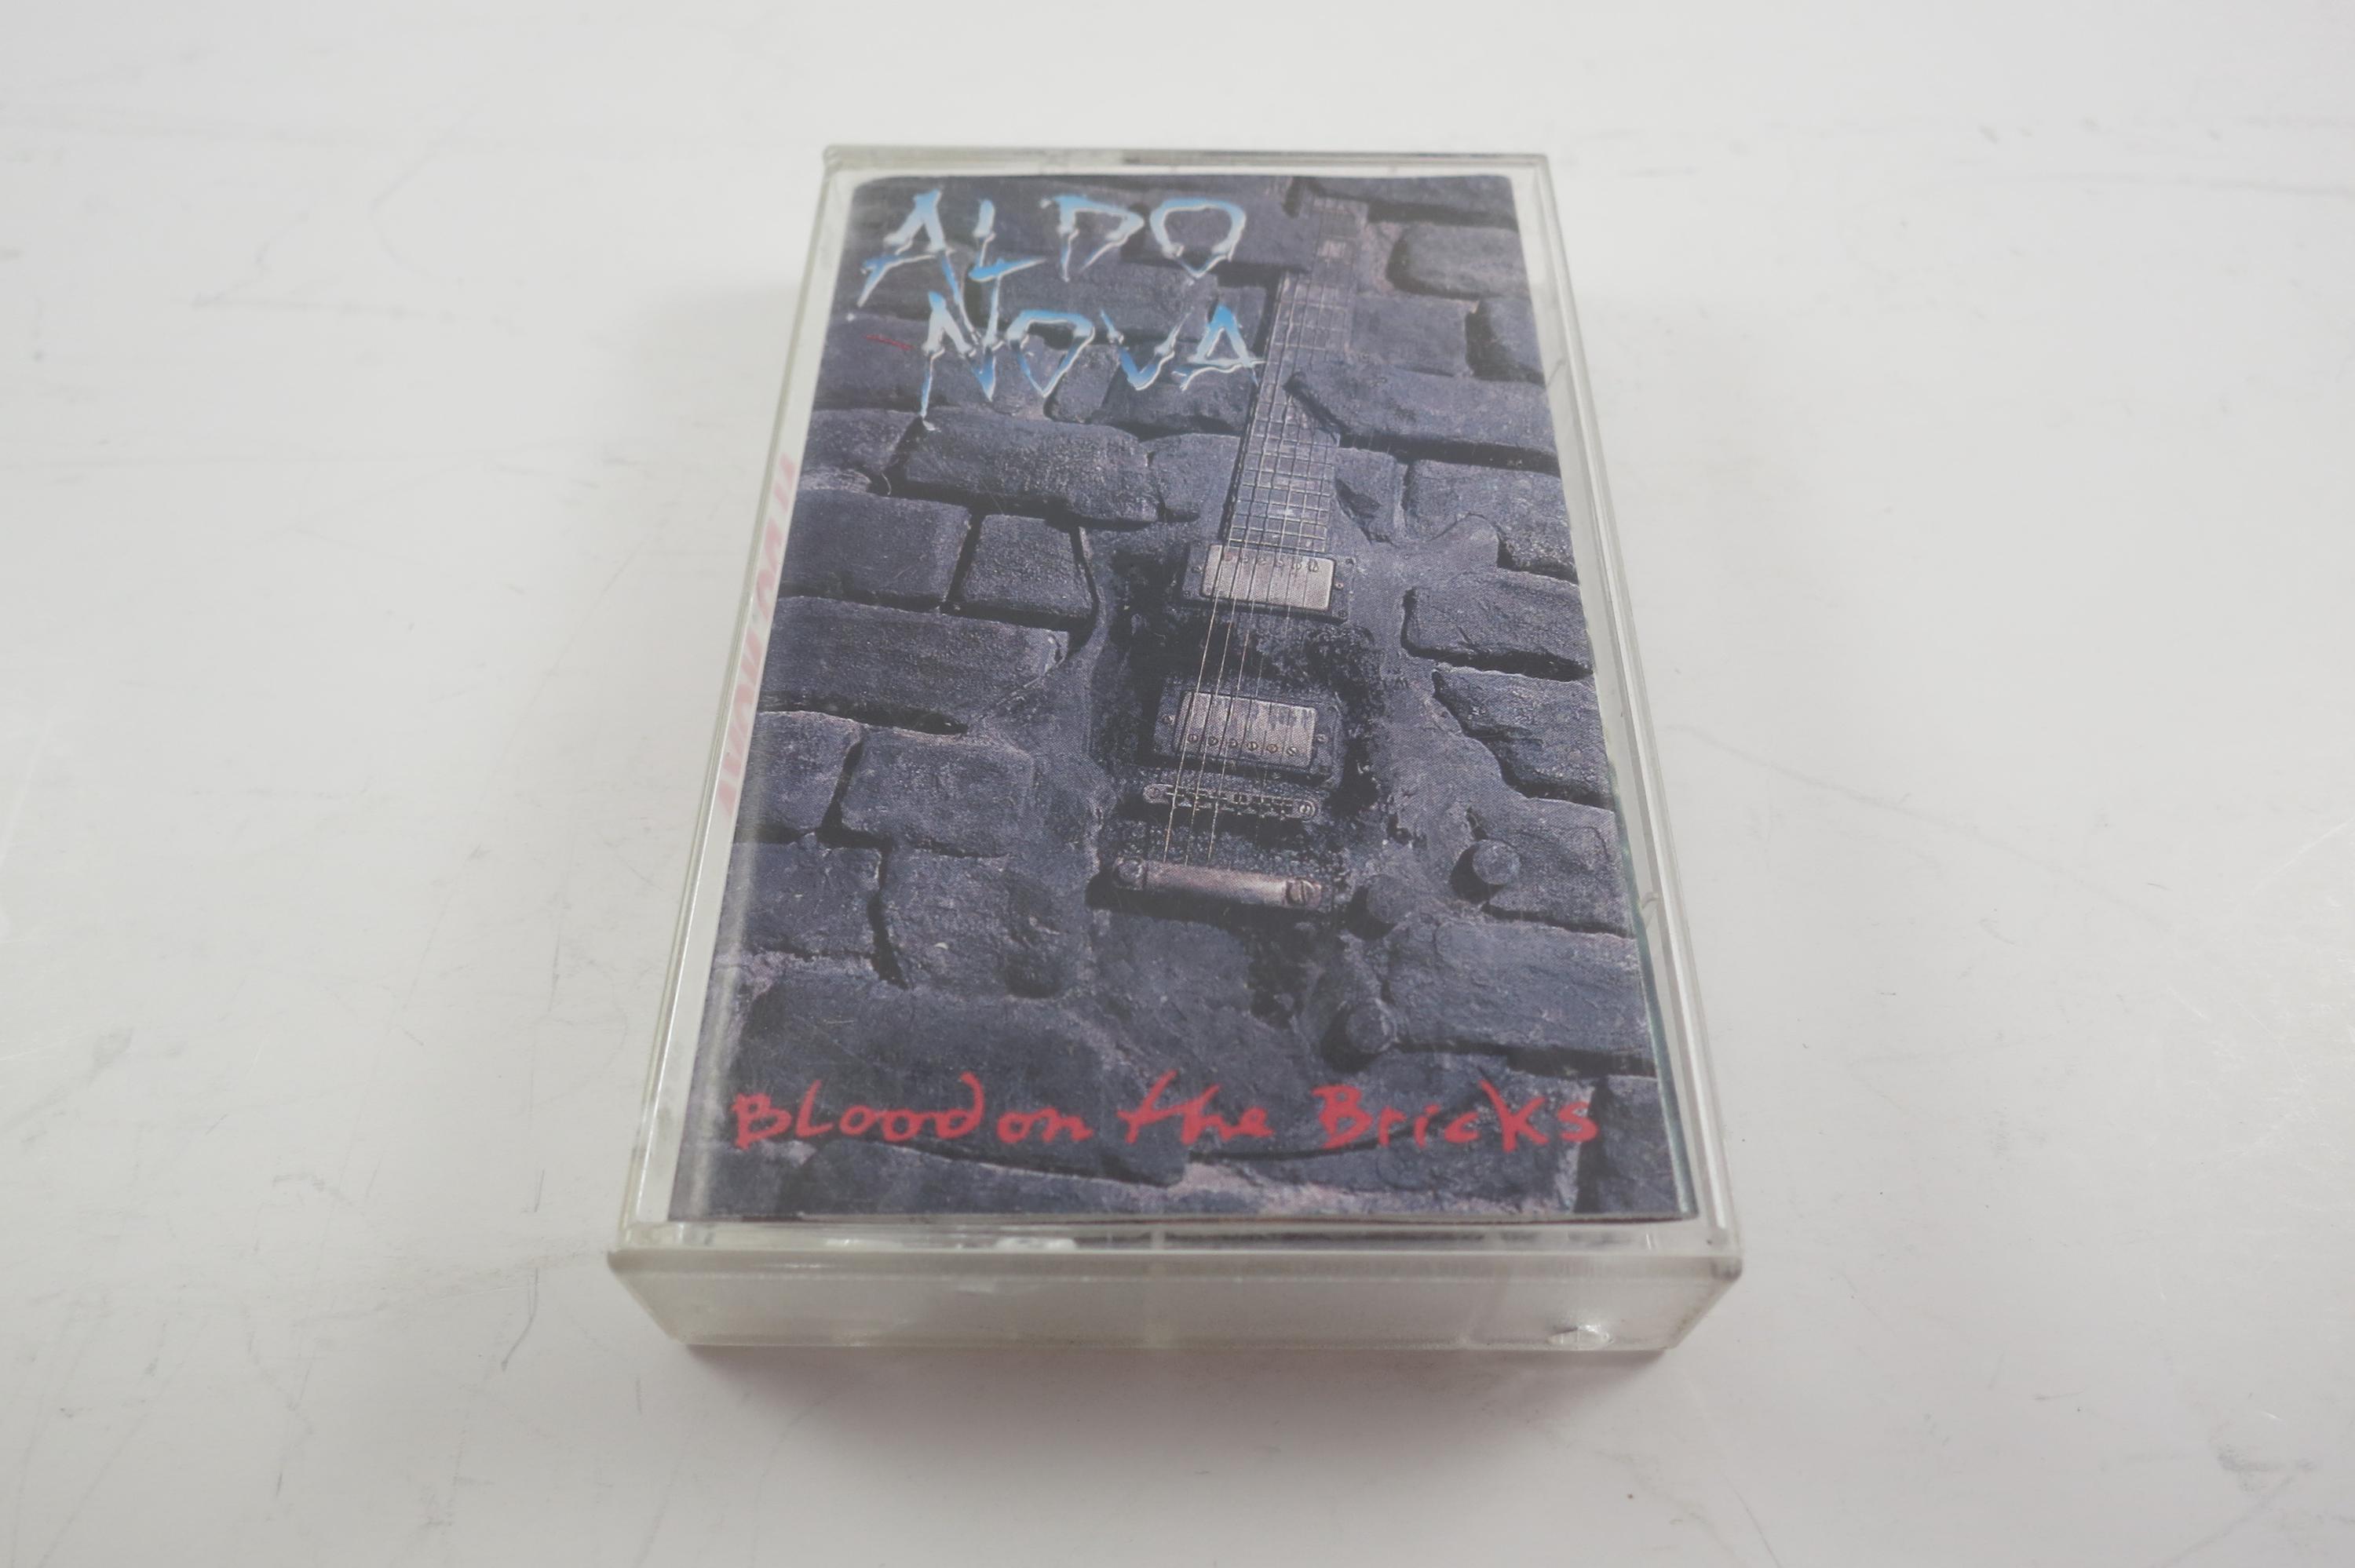 ALDO
NOVA
Blood on the Bricks